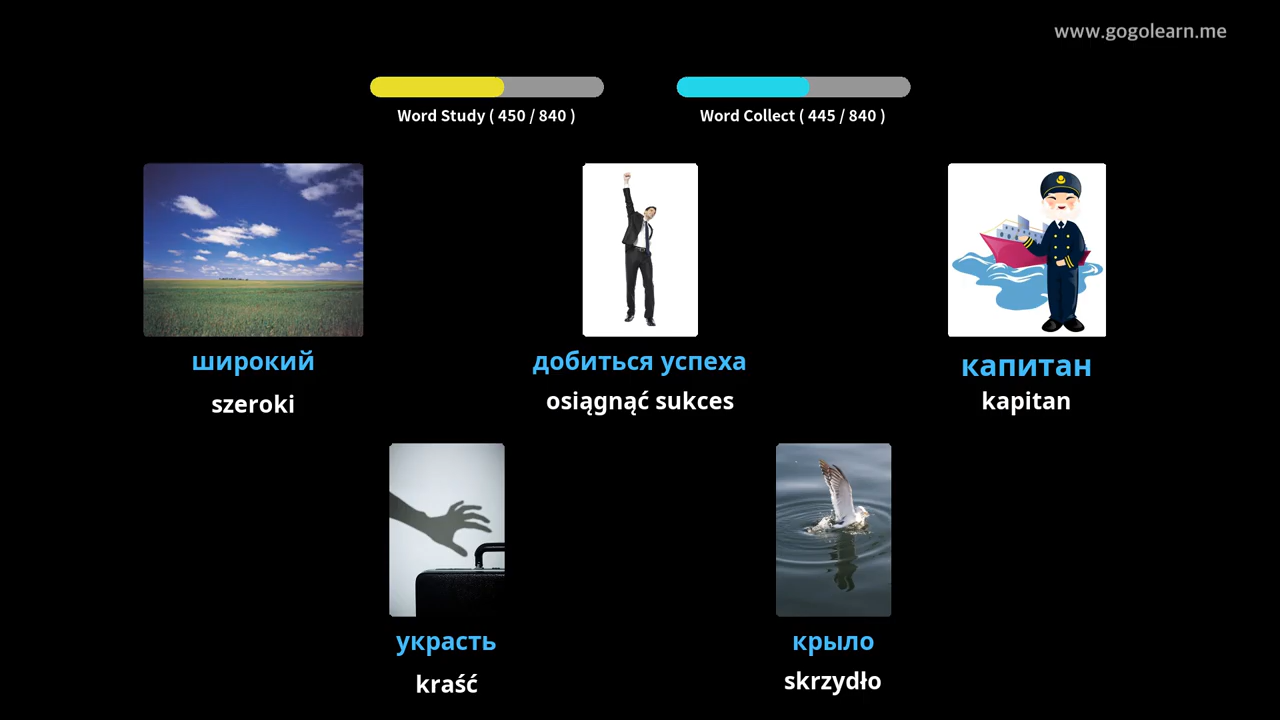 www.gogolearn.me
Word Study ( 450 / 840 )
Word Collect ( 445 / 840 )
широкий
szeroki
добиться успеха
osiągnąć sukces
капитан
kapitan
украсть
kraść
крыло
skrzydło